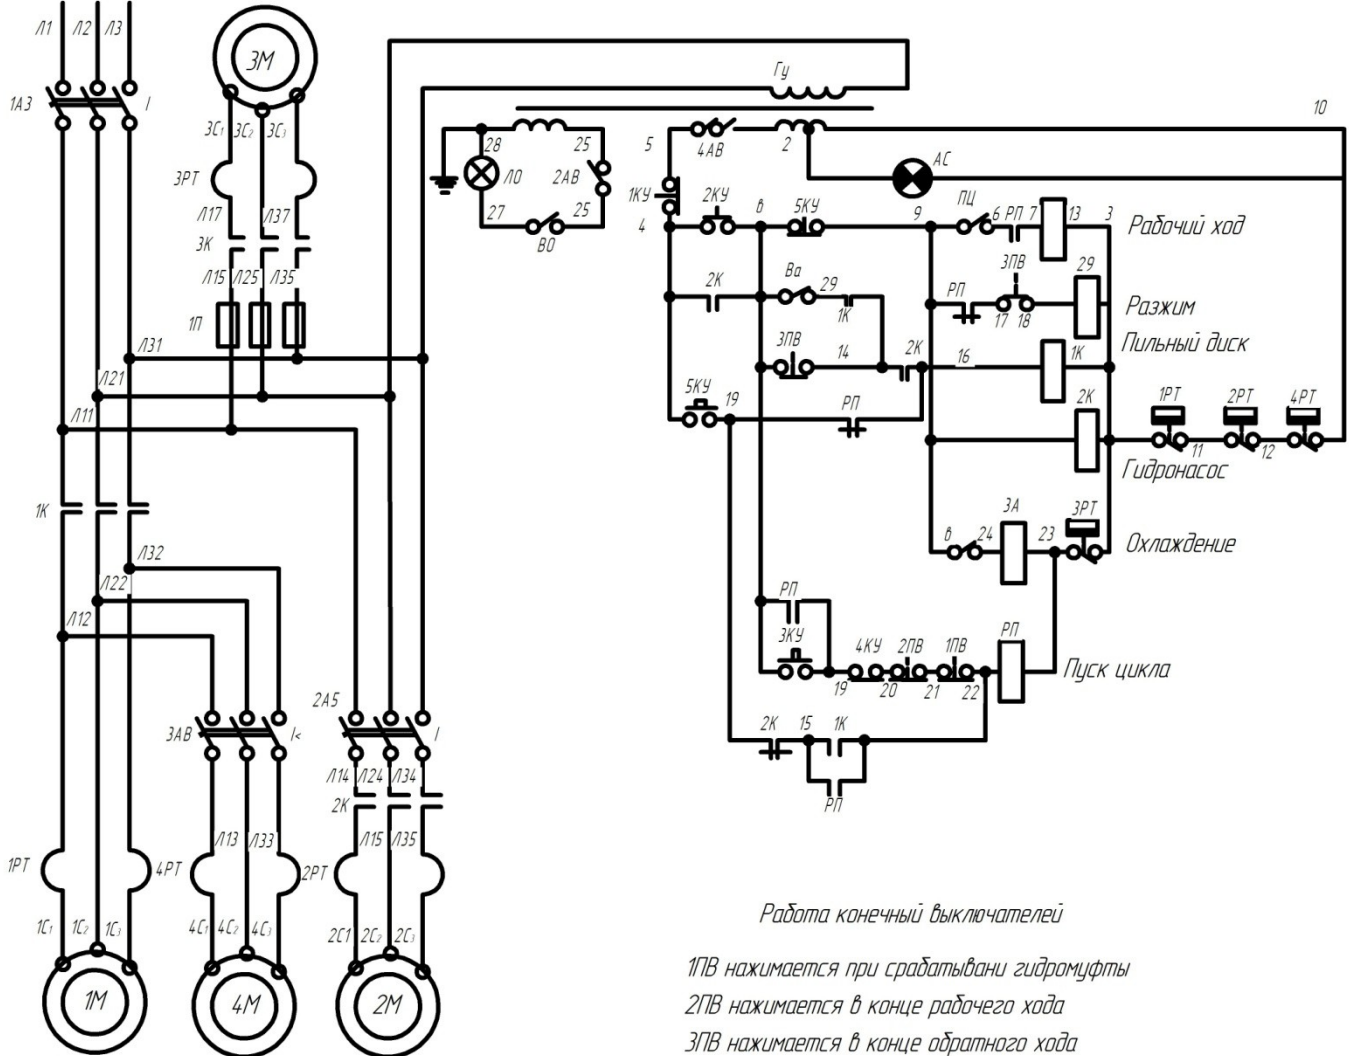 Л1 Л2 Л3
3М
Гу
1АЗ
I
10
3С₁ 3С₂ 3С₃
28 25 5 4АВ 2
3РТ
ЛО 2АВ 1КУ АС
Л17 Л37 27 25 2КУ в 5КУ 9 ПЦ 6 РП 7 13 3 Рабочий ход
3К ВО 4
Л15 Л25 Л35 2К Ва 29 3ПВ 29
1П 1К РП 17 18 Разжим
Л31 3ПВ 14 2К 16 1К Пильный диск
Л21 5КУ 19 РП 2К 1РТ 2РТ 4РТ
Л11 11 12
Гидронасос
1К
в 24 3А 23 3РТ Охлаждение
Л32
Л22 РП
Л12 3КУ 4КУ 2ПВ 1ПВ РП
19 20 21 22 Пуск цикла
2А5
3АВ I< I 2К 15 1К
Л14 Л24 Л34
2К РП
Л13 Л33 Л15 Л35
1РТ 4РТ 2РТ
1С₁ 1С₂ 1С₃ 4С₁ 4С₂ 4С₃ 2С1 2С₂ 2С₃
1М 4М 2М
Работа конечный выключателей
1ПВ нажимается при срабатывани гидромуфты
2ПВ нажимается в конце рабочего хода
3ПВ нажимается в конце обратного хода